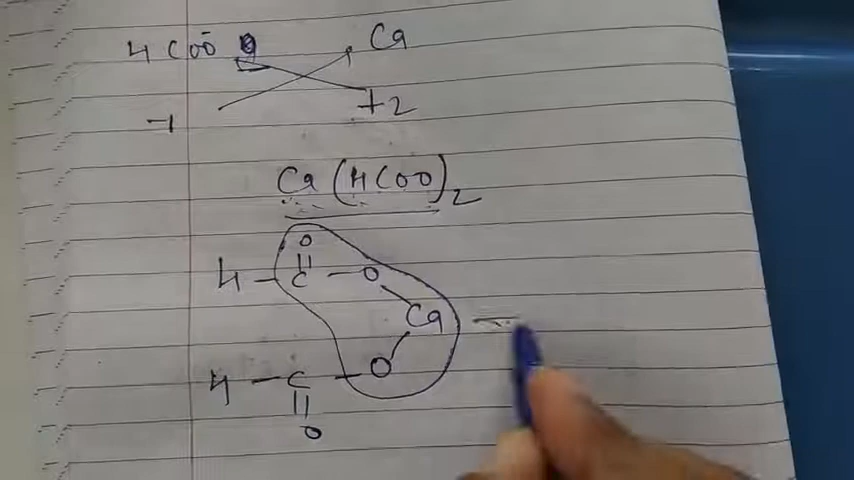 HCOO⁻ Ca
-1 +2
Ca(HCOO)₂
O
H - C - O
Ca -
H - C - O
O